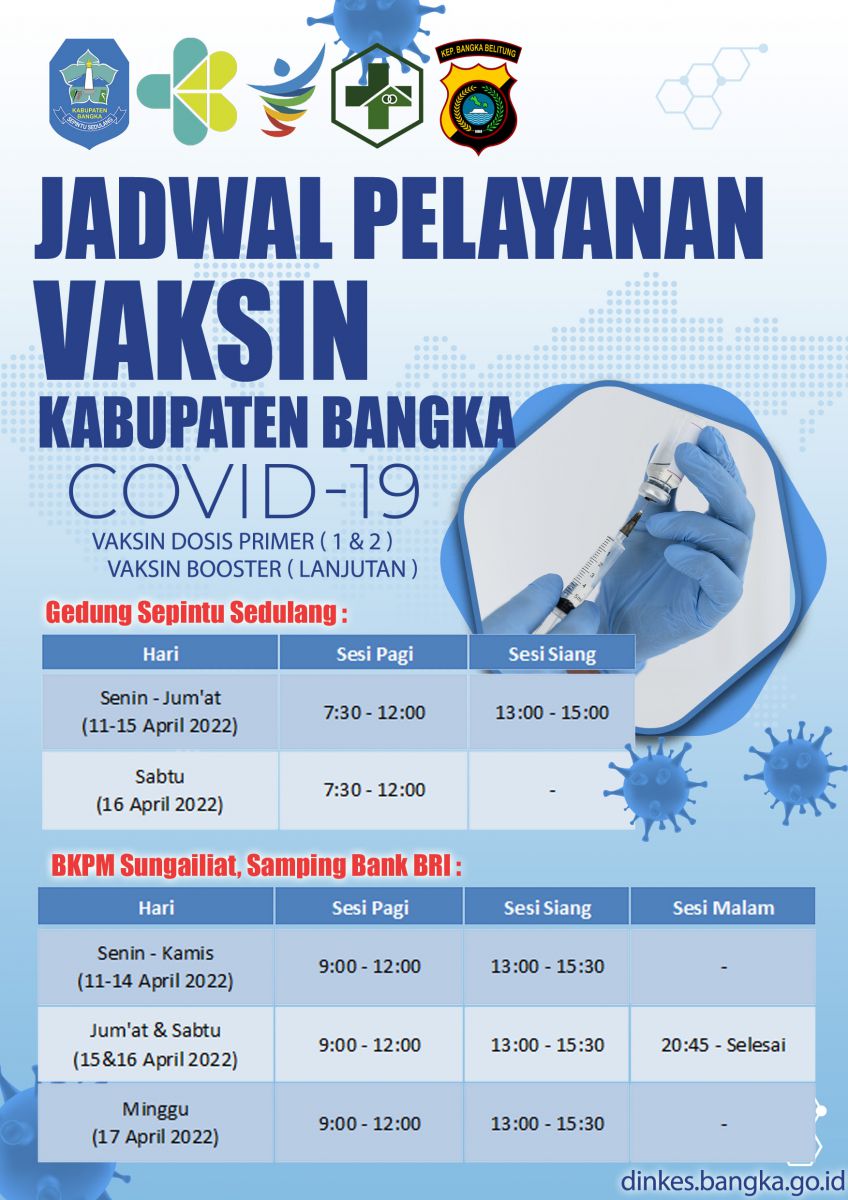 KABUPATEN
BANGKA
SEPINTU SEDULANG
KEP. BANGKA BELITUNG
JADWAL PELAYANAN
VAKSIN
KABUPATEN BANGKA
COVID-19
VAKSIN DOSIS PRIMER ( 1 & 2 )
VAKSIN BOOSTER ( LANJUTAN )
Gedung Sepintu Sedulang :
Hari Sesi Pagi Sesi Siang
Senin - Jum'at
(11-15 April 2022) 7:30 - 12:00 13:00 - 15:00
Sabtu
(16 April 2022) 7:30 - 12:00 -
BKPM Sungailiat, Samping Bank BRI :
Hari Sesi Pagi Sesi Siang Sesi Malam
Senin - Kamis
(11-14 April 2022) 9:00 - 12:00 13:00 - 15:30 -
Jum'at & Sabtu
(15&16 April 2022) 9:00 - 12:00 13:00 - 15:30 20:45 - Selesai
Minggu
(17 April 2022) 9:00 - 12:00 13:00 - 15:30 -
dinkes.bangka.go.id